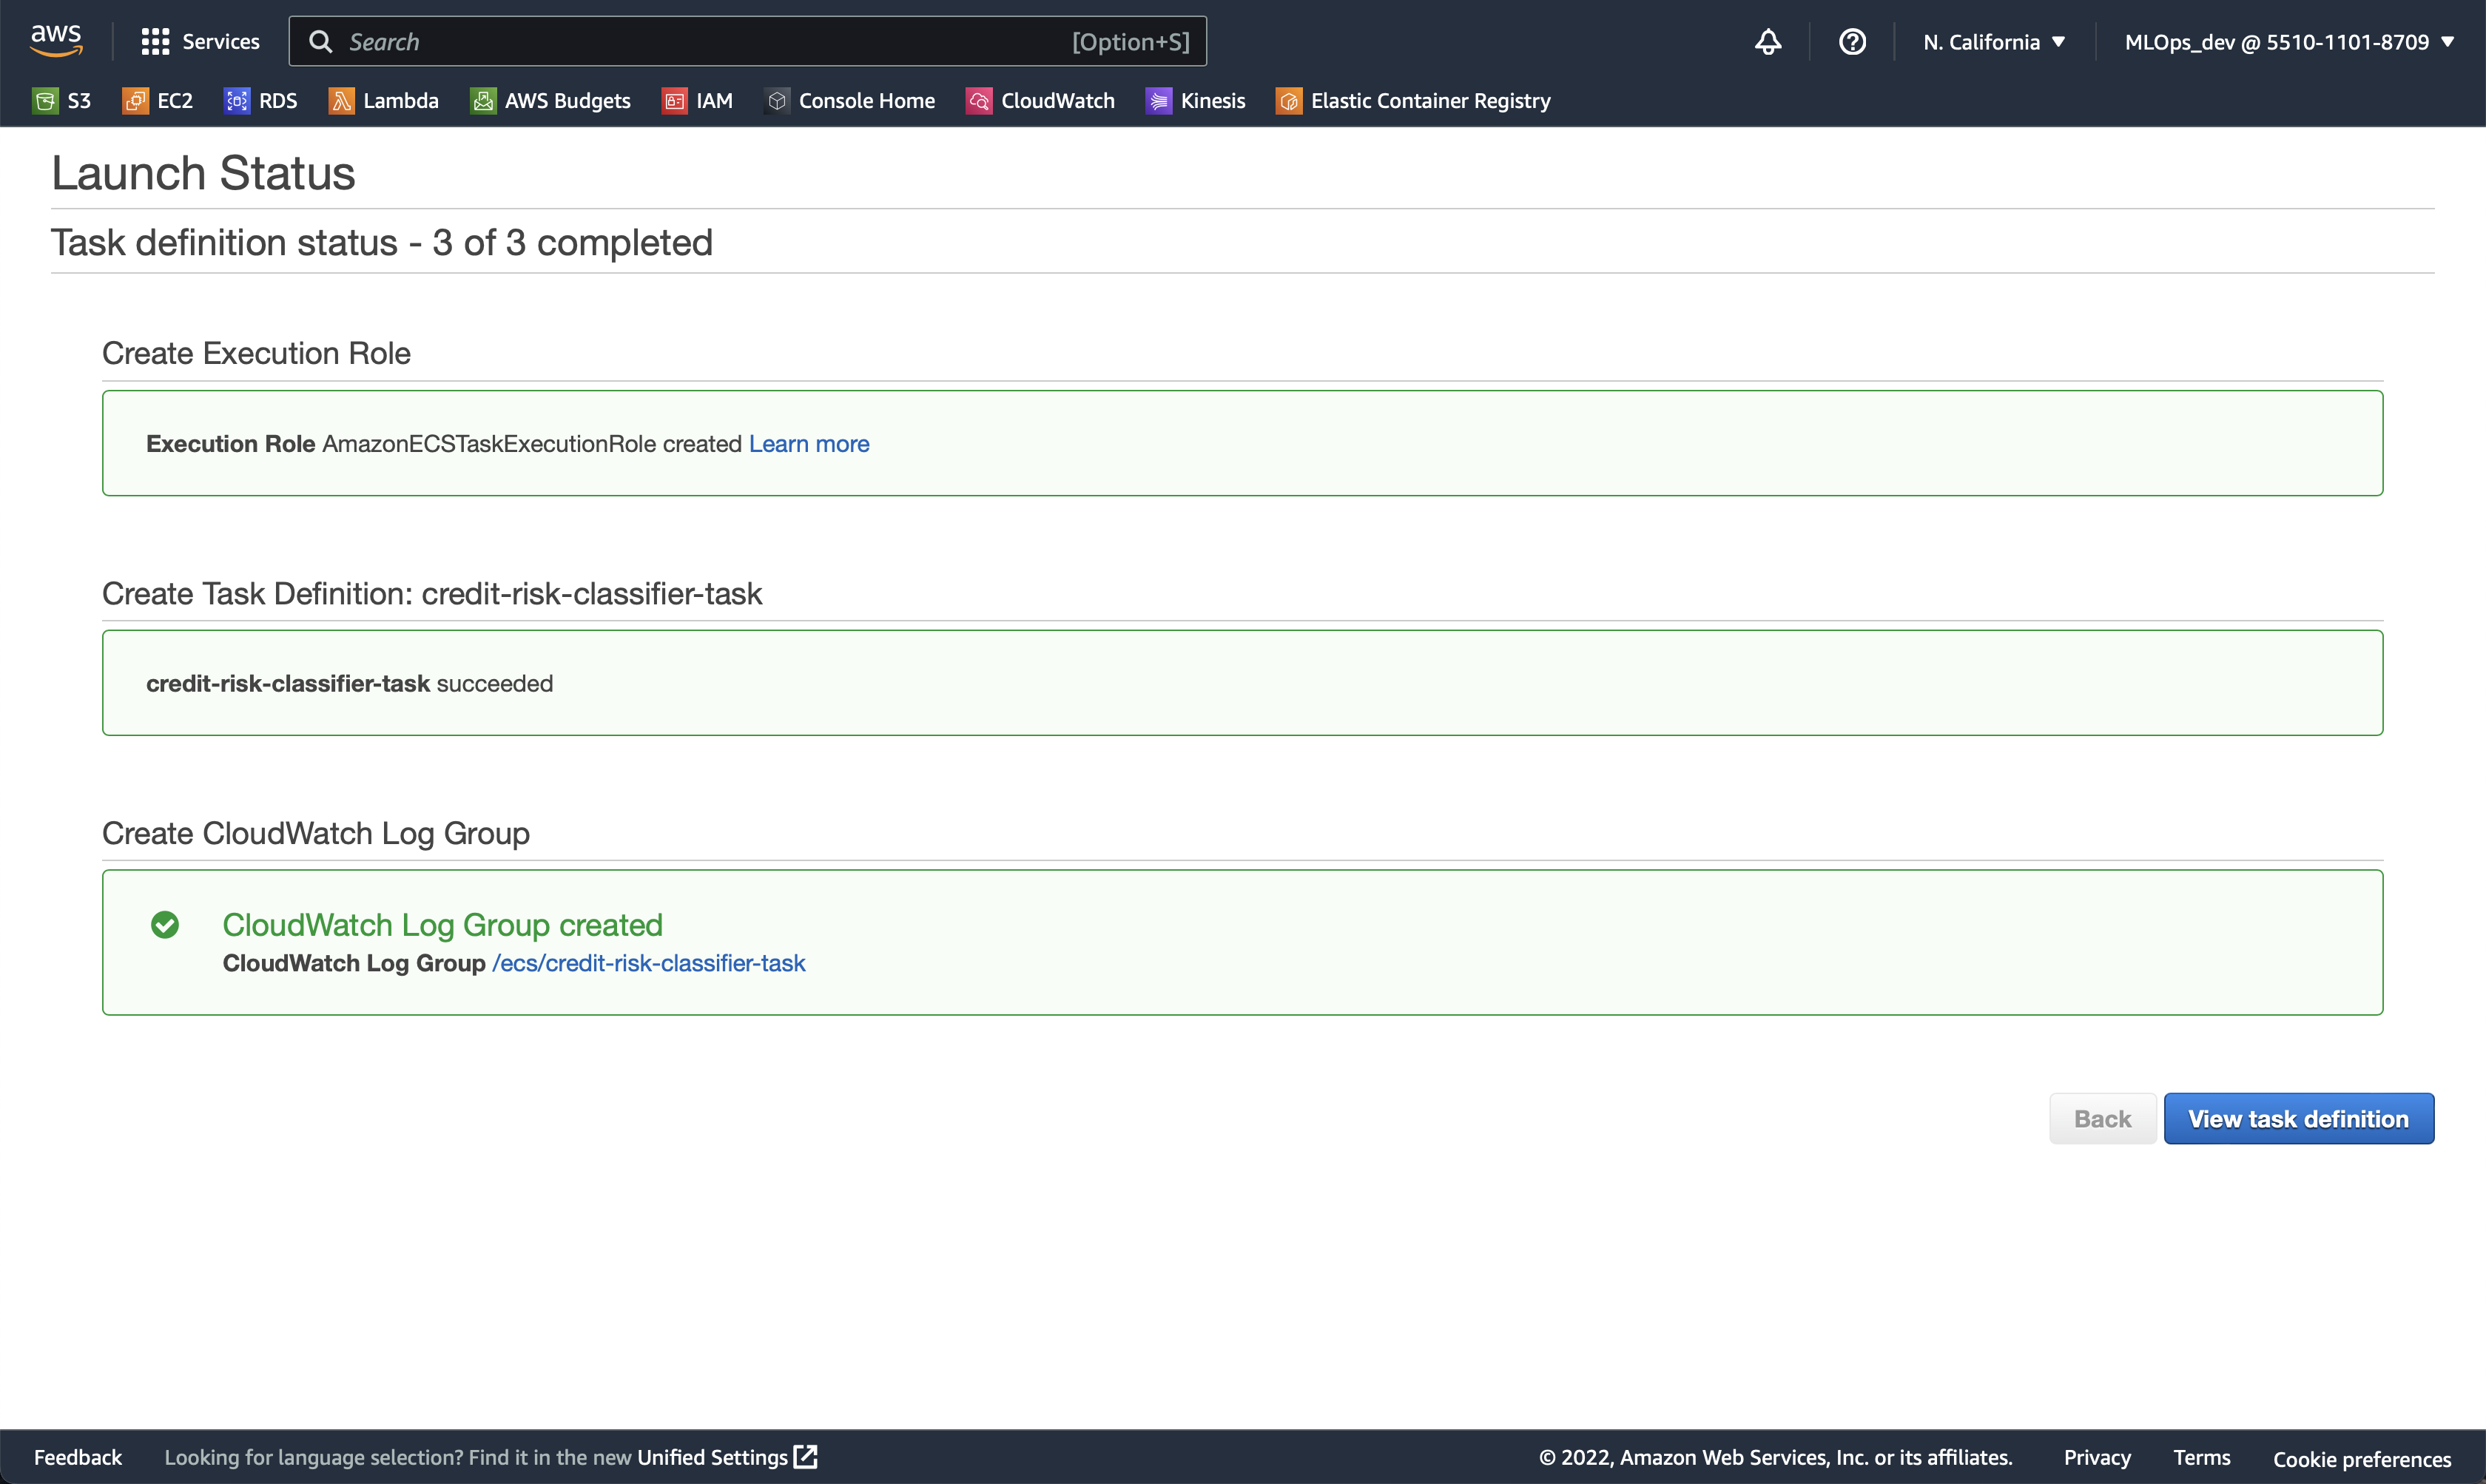 aws Services Search [Option+S] N. California MLOps_dev @ 5510-1101-8709
S3 EC2 RDS Lambda AWS Budgets IAM Console Home CloudWatch Kinesis Elastic Container Registry
Launch Status
Task definition status - 3 of 3 completed
Create Execution Role
Execution Role AmazonECSTaskExecutionRole created Learn more
Create Task Definition: credit-risk-classifier-task
credit-risk-classifier-task succeeded
Create CloudWatch Log Group
CloudWatch Log Group created
CloudWatch Log Group /ecs/credit-risk-classifier-task
Back View task definition
Feedback Looking for language selection? Find it in the new Unified Settings © 2022, Amazon Web Services, Inc. or its affiliates. Privacy Terms Cookie preferences